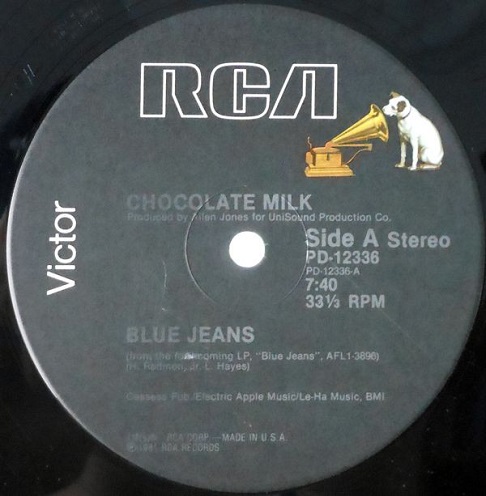 RCA
Victor
CHOCOLATE MILK
Produced by Allen Jones for UniSound Production Co.
Side A Stereo
PD-12336
PD-12336-A
7:40
33⅓ RPM
BLUE JEANS
(from the forthcoming LP, "Blue Jeans", AFL1-3896)
Jr. L. Hayes)
Pub./Electric Apple Music/Le-Ha Music, BMI
RCA CORP.—MADE IN U.S.A.
1981 RCA RECORDS